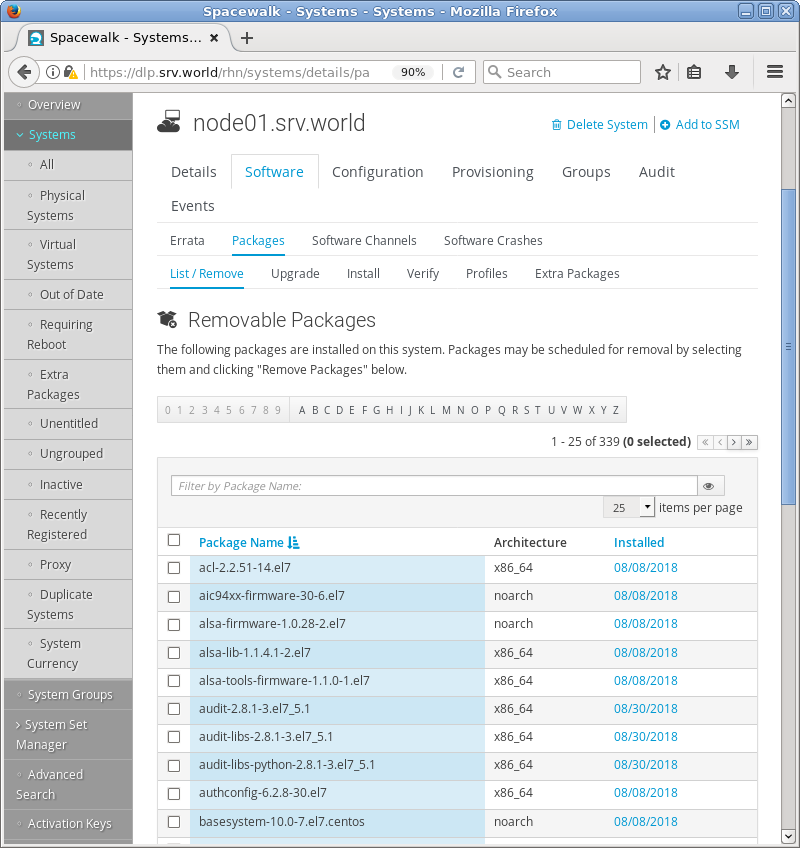 Spacewalk - Systems - Systems - Mozilla Firefox
Spacewalk - Systems...
https://dlp.srv.world/rhn/systems/details/pa
90%
Search
Overview
Systems
All
Physical
Systems
Virtual
Systems
Out of Date
Requiring
Reboot
Extra
Packages
Unentitled
Ungrouped
Inactive
Recently
Registered
Proxy
Duplicate
Systems
System
Currency
System Groups
System Set
Manager
Advanced
Search
Activation Keys
node01.srv.world
Delete System | Add to SSM
Details Software Configuration Provisioning Groups Audit
Events
Errata Packages Software Channels Software Crashes
List / Remove Upgrade Install Verify Profiles Extra Packages
Removable Packages
The following packages are installed on this system. Packages may be scheduled for removal by selecting
them and clicking "Remove Packages" below.
0 1 2 3 4 5 6 7 8 9 A B C D E F G H I J K L M N O P Q R S T U V W X Y Z
1 - 25 of 339 (0 selected)
Filter by Package Name:
25 items per page
Package Name Architecture Installed
acl-2.2.51-14.el7 x86_64 08/08/2018
aic94xx-firmware-30-6.el7 noarch 08/08/2018
alsa-firmware-1.0.28-2.el7 noarch 08/08/2018
alsa-lib-1.1.4.1-2.el7 x86_64 08/08/2018
alsa-tools-firmware-1.1.0-1.el7 x86_64 08/08/2018
audit-2.8.1-3.el7_5.1 x86_64 08/30/2018
audit-libs-2.8.1-3.el7_5.1 x86_64 08/30/2018
audit-libs-python-2.8.1-3.el7_5.1 x86_64 08/30/2018
authconfig-6.2.8-30.el7 x86_64 08/08/2018
basesystem-10.0-7.el7.centos noarch 08/08/2018